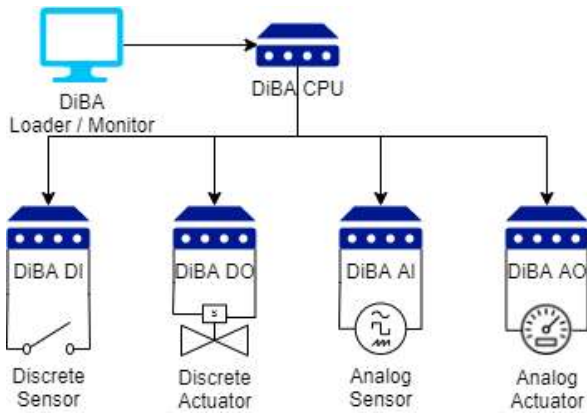 DiBA
Loader / Monitor
DiBA CPU
DiBA DI
DiBA DO
DiBA AI
DiBA AO
S
Discrete
Sensor
Discrete
Actuator
Analog
Sensor
Analog
Actuator